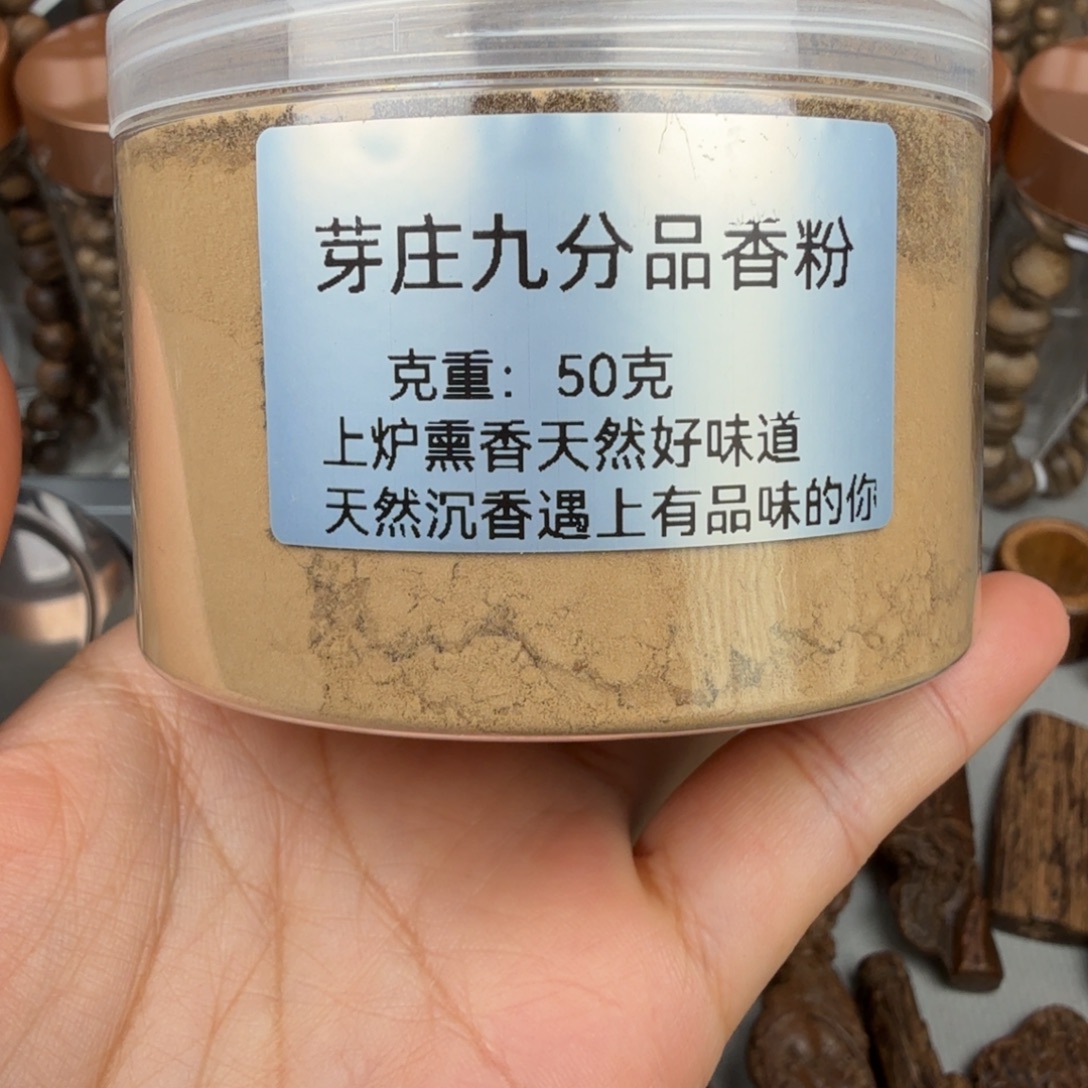 芽庄九分品香粉
克重：50克
上炉熏香天然好味道
天然沉香遇上有品味的你